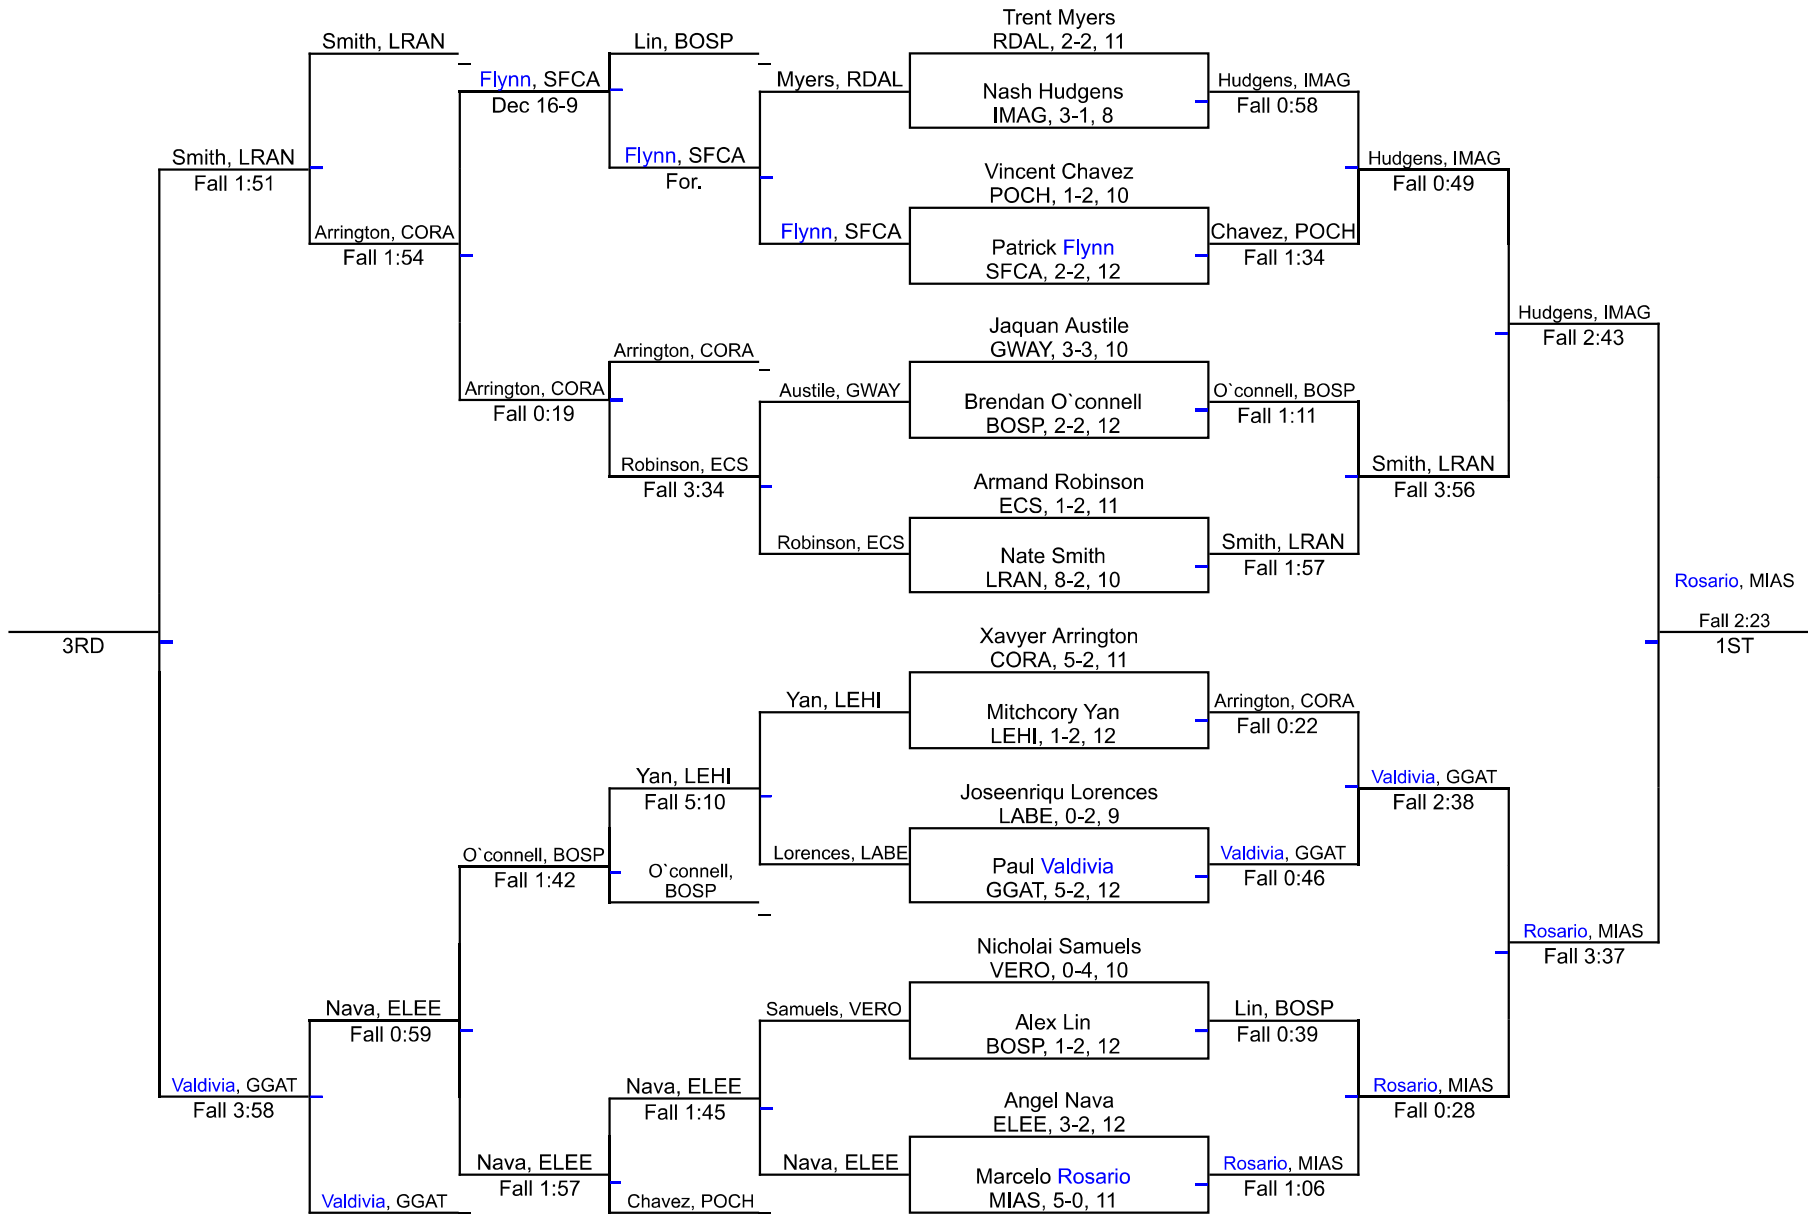 Trent Myers
RDAL, 2-2, 11
Smith, LRAN
Lin, BOSP
Flynn, SFCA
Dec 16-9
Myers, RDAL
Nash Hudgens
IMAG, 3-1, 8
Hudgens, IMAG
Fall 0:58
Smith, LRAN
Fall 1:51
Flynn, SFCA
For.
Vincent Chavez
POCH, 1-2, 10
Hudgens, IMAG
Fall 0:49
Arrington, CORA
Fall 1:54
Flynn, SFCA
Patrick Flynn
SFCA, 2-2, 12
Chavez, POCH
Fall 1:34
Jaquan Austile
GWAY, 3-3, 10
Hudgens, IMAG
Fall 2:43
Arrington, CORA
Arrington, CORA
Fall 0:19
Austile, GWAY
Brendan O`connell
BOSP, 2-2, 12
O`connell, BOSP
Fall 1:11
Robinson, ECS
Fall 3:34
Armand Robinson
ECS, 1-2, 11
Smith, LRAN
Fall 3:56
Robinson, ECS
Nate Smith
LRAN, 8-2, 10
Smith, LRAN
Fall 1:57
Rosario, MIAS
Fall 2:23
1ST
3RD
Xavyer Arrington
CORA, 5-2, 11
Yan, LEHI
Mitchcory Yan
LEHI, 1-2, 12
Arrington, CORA
Fall 0:22
Yan, LEHI
Fall 5:10
Joseenriqu Lorences
LABE, 0-2, 9
Valdivia, GGAT
Fall 2:38
O`connell, BOSP
Fall 1:42
O`connell,
BOSP
Lorences, LABE
Paul Valdivia
GGAT, 5-2, 12
Valdivia, GGAT
Fall 0:46
Nicholai Samuels
VERO, 0-4, 10
Rosario, MIAS
Fall 3:37
Nava, ELEE
Fall 0:59
Samuels, VERO
Alex Lin
BOSP, 1-2, 12
Lin, BOSP
Fall 0:39
Valdivia, GGAT
Fall 3:58
Nava, ELEE
Fall 1:45
Angel Nava
ELEE, 3-2, 12
Rosario, MIAS
Fall 0:28
Nava, ELEE
Fall 1:57
Nava, ELEE
Marcelo Rosario
MIAS, 5-0, 11
Rosario, MIAS
Fall 1:06
Valdivia, GGAT
Chavez, POCH